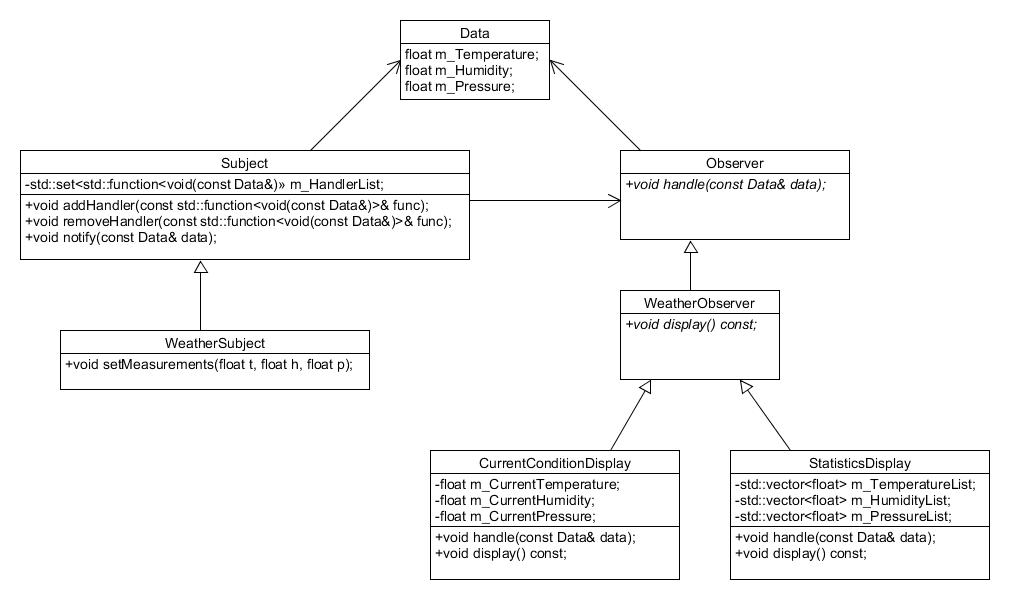 Data
float m_Temperature;
float m_Humidity;
float m_Pressure;
Subject
-std::set<std::function<void(const Data&)» m_HandlerList;
+void addHandler(const std::function<void(const Data&)>& func);
+void removeHandler(const std::function<void(const Data&)>& func);
+void notify(const Data& data);
Observer
+void handle(const Data& data);
WeatherSubject
+void setMeasurements(float t, float h, float p);
WeatherObserver
+void display() const;
CurrentConditionDisplay
-float m_CurrentTemperature;
-float m_CurrentHumidity;
-float m_CurrentPressure;
+void handle(const Data& data);
+void display() const;
StatisticsDisplay
-std::vector<float> m_TemperatureList;
-std::vector<float> m_HumidityList;
-std::vector<float> m_PressureList;
+void handle(const Data& data);
+void display() const;